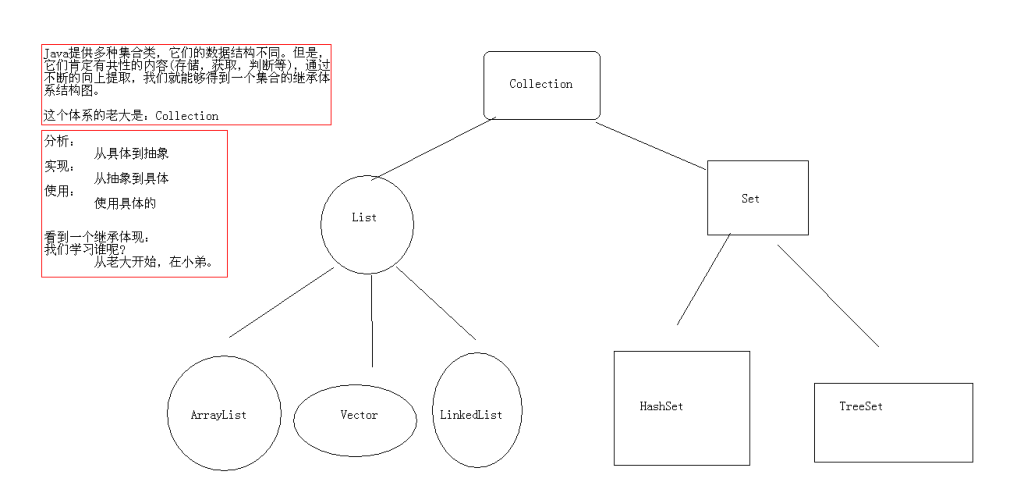 Java提供多种集合类，它们的数据结构不同。但是，
它们肯定有共性的内容(存储，获取，判断等)，通过
不断的向上提取，我们就能够得到一个集合的继承体
系结构图。
这个体系的老大是：Collection
分析：
从具体到抽象
实现：
从抽象到具体
使用：
使用具体的
看到一个继承体现：
我们学习谁呢？
从老大开始，在小弟。
Collection
List
Set
ArrayList
Vector
LinkedList
HashSet
TreeSet